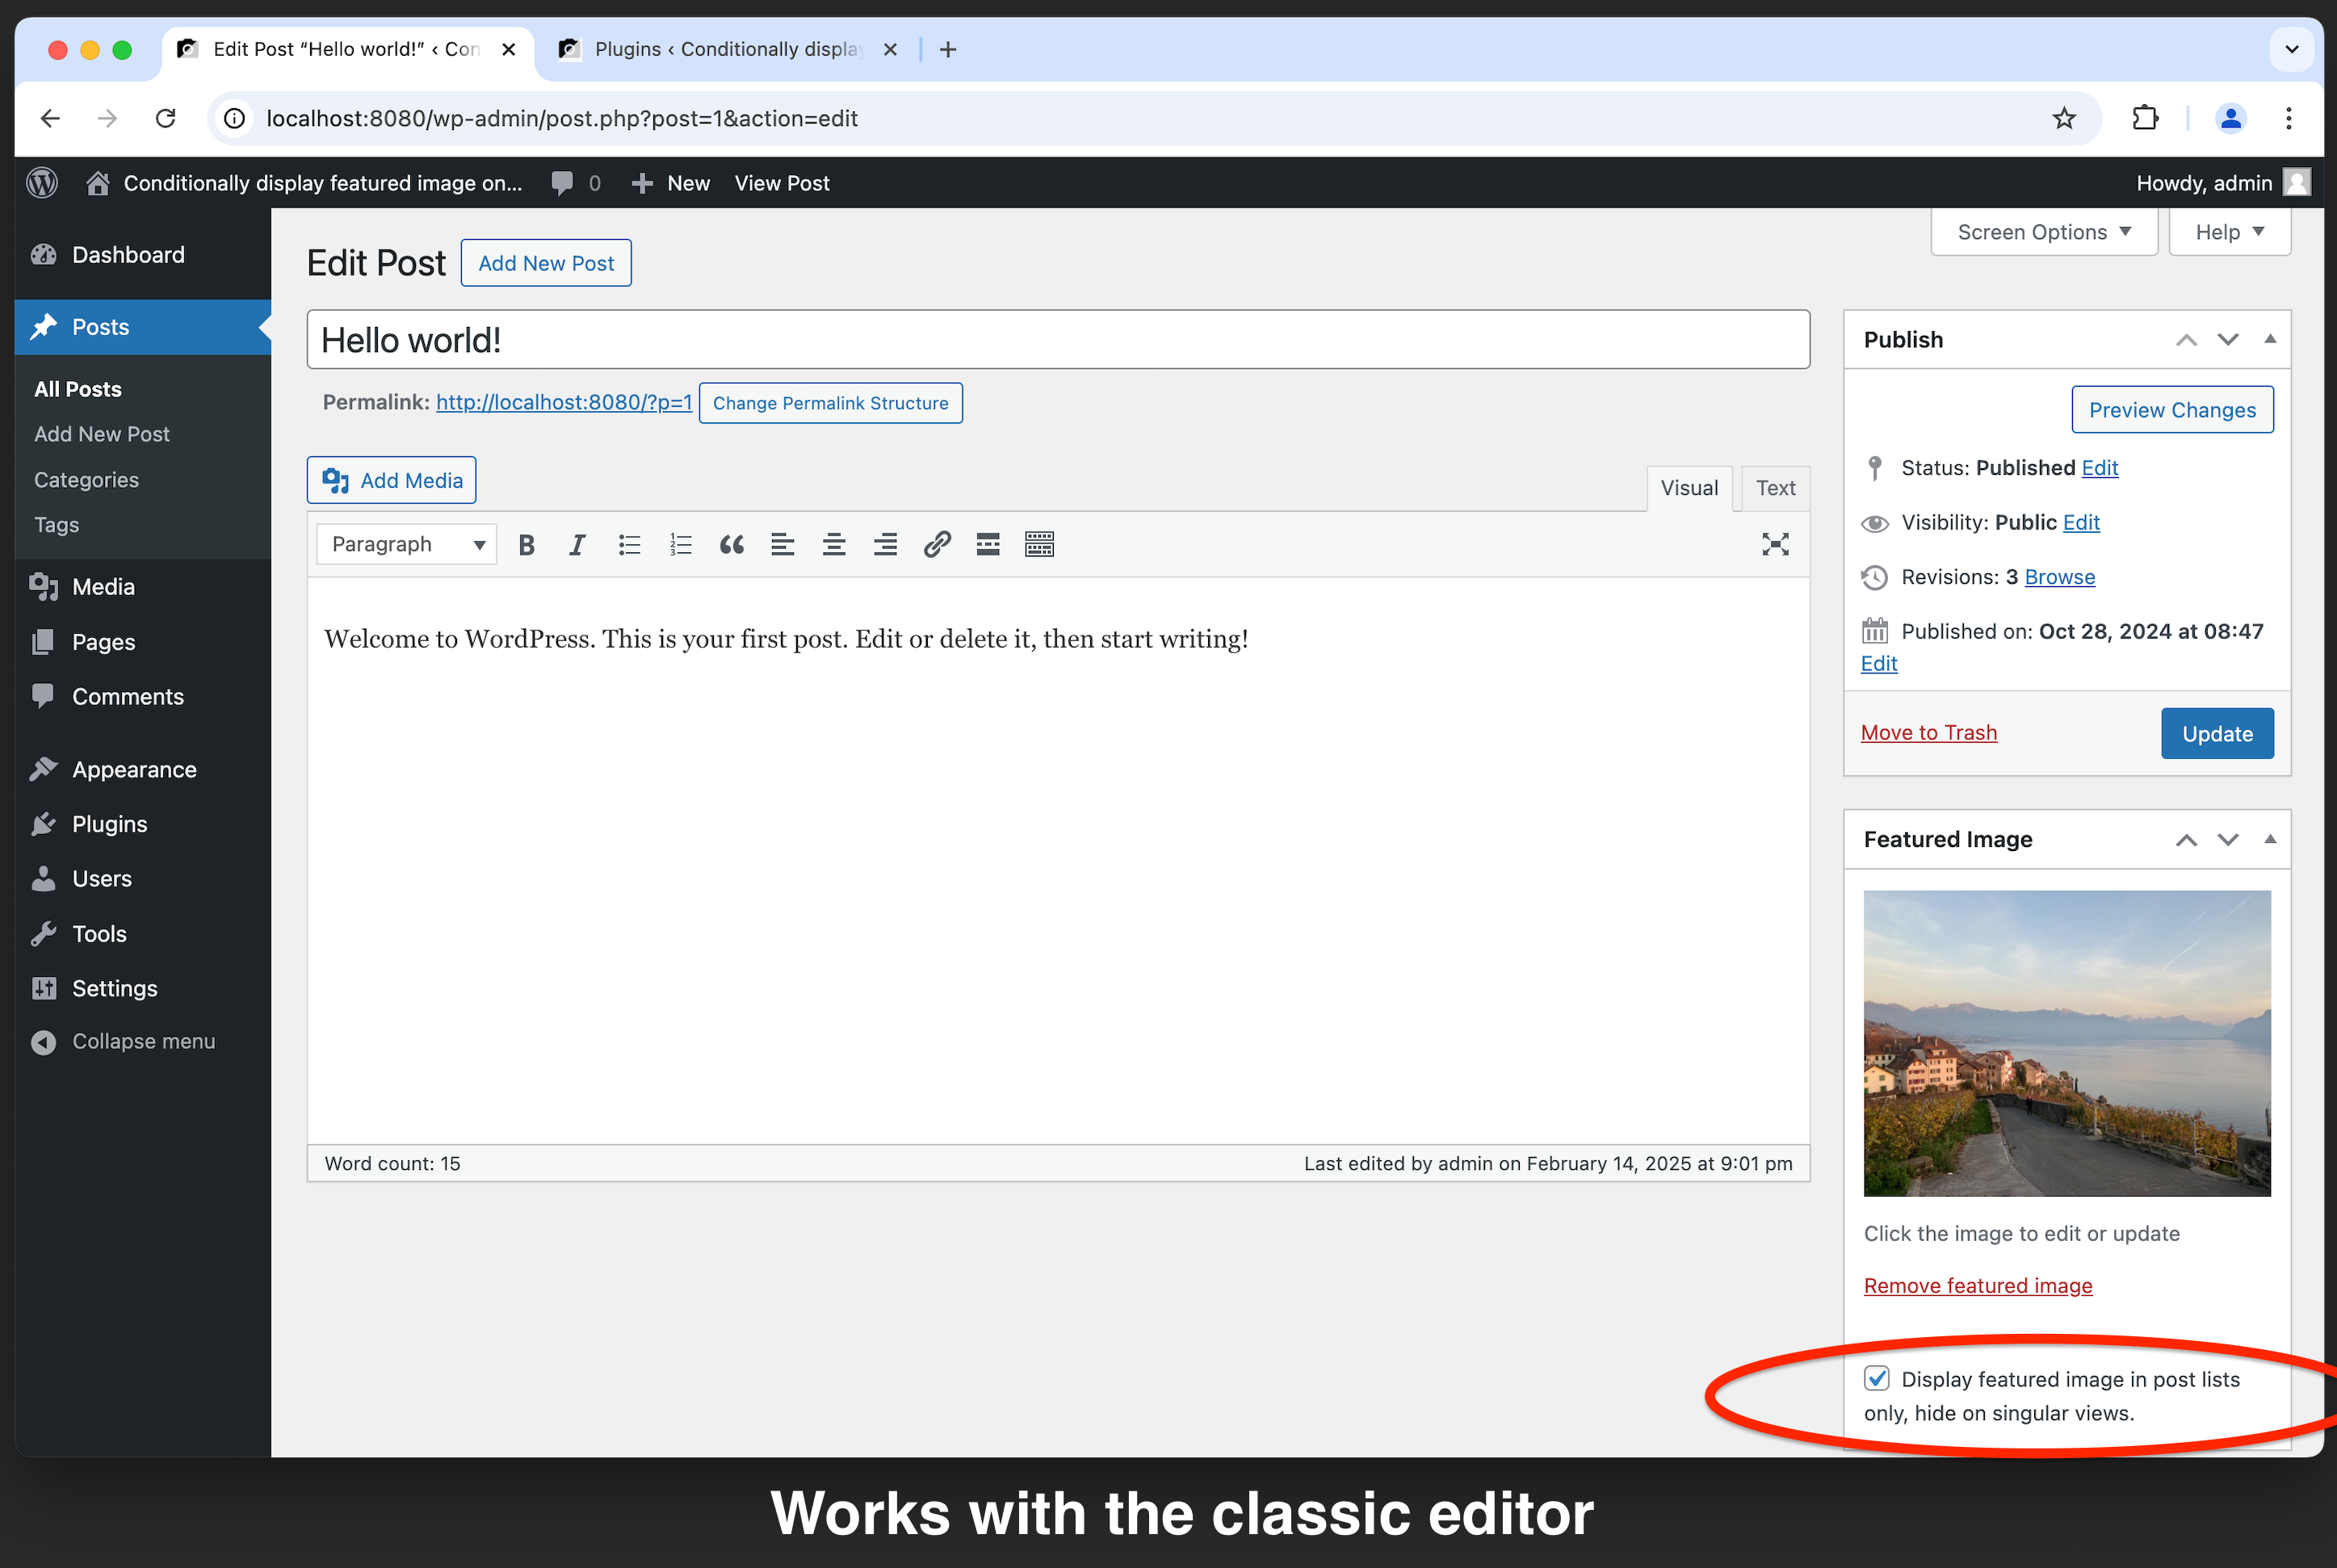 Edit Post “Hello world!” ‹ Con
Plugins ‹ Conditionally display
localhost:8080/wp-admin/post.php?post=1&action=edit
Conditionally display featured image on...
0
New
View Post
Howdy, admin
Screen Options
Help
Dashboard
Posts
All Posts
Add New Post
Categories
Tags
Media
Pages
Comments
Appearance
Plugins
Users
Tools
Settings
Collapse menu
Edit Post
Add New Post
Hello world!
Permalink: http://localhost:8080/?p=1
Change Permalink Structure
Add Media
Visual
Text
Paragraph
Welcome to WordPress. This is your first post. Edit or delete it, then start writing!
Word count: 15
Last edited by admin on February 14, 2025 at 9:01 pm
Publish
Preview Changes
Status: Published Edit
Visibility: Public Edit
Revisions: 3 Browse
Published on: Oct 28, 2024 at 08:47
Edit
Move to Trash
Update
Featured Image
Click the image to edit or update
Remove featured image
Display featured image in post lists
only, hide on singular views.
Works with the classic editor